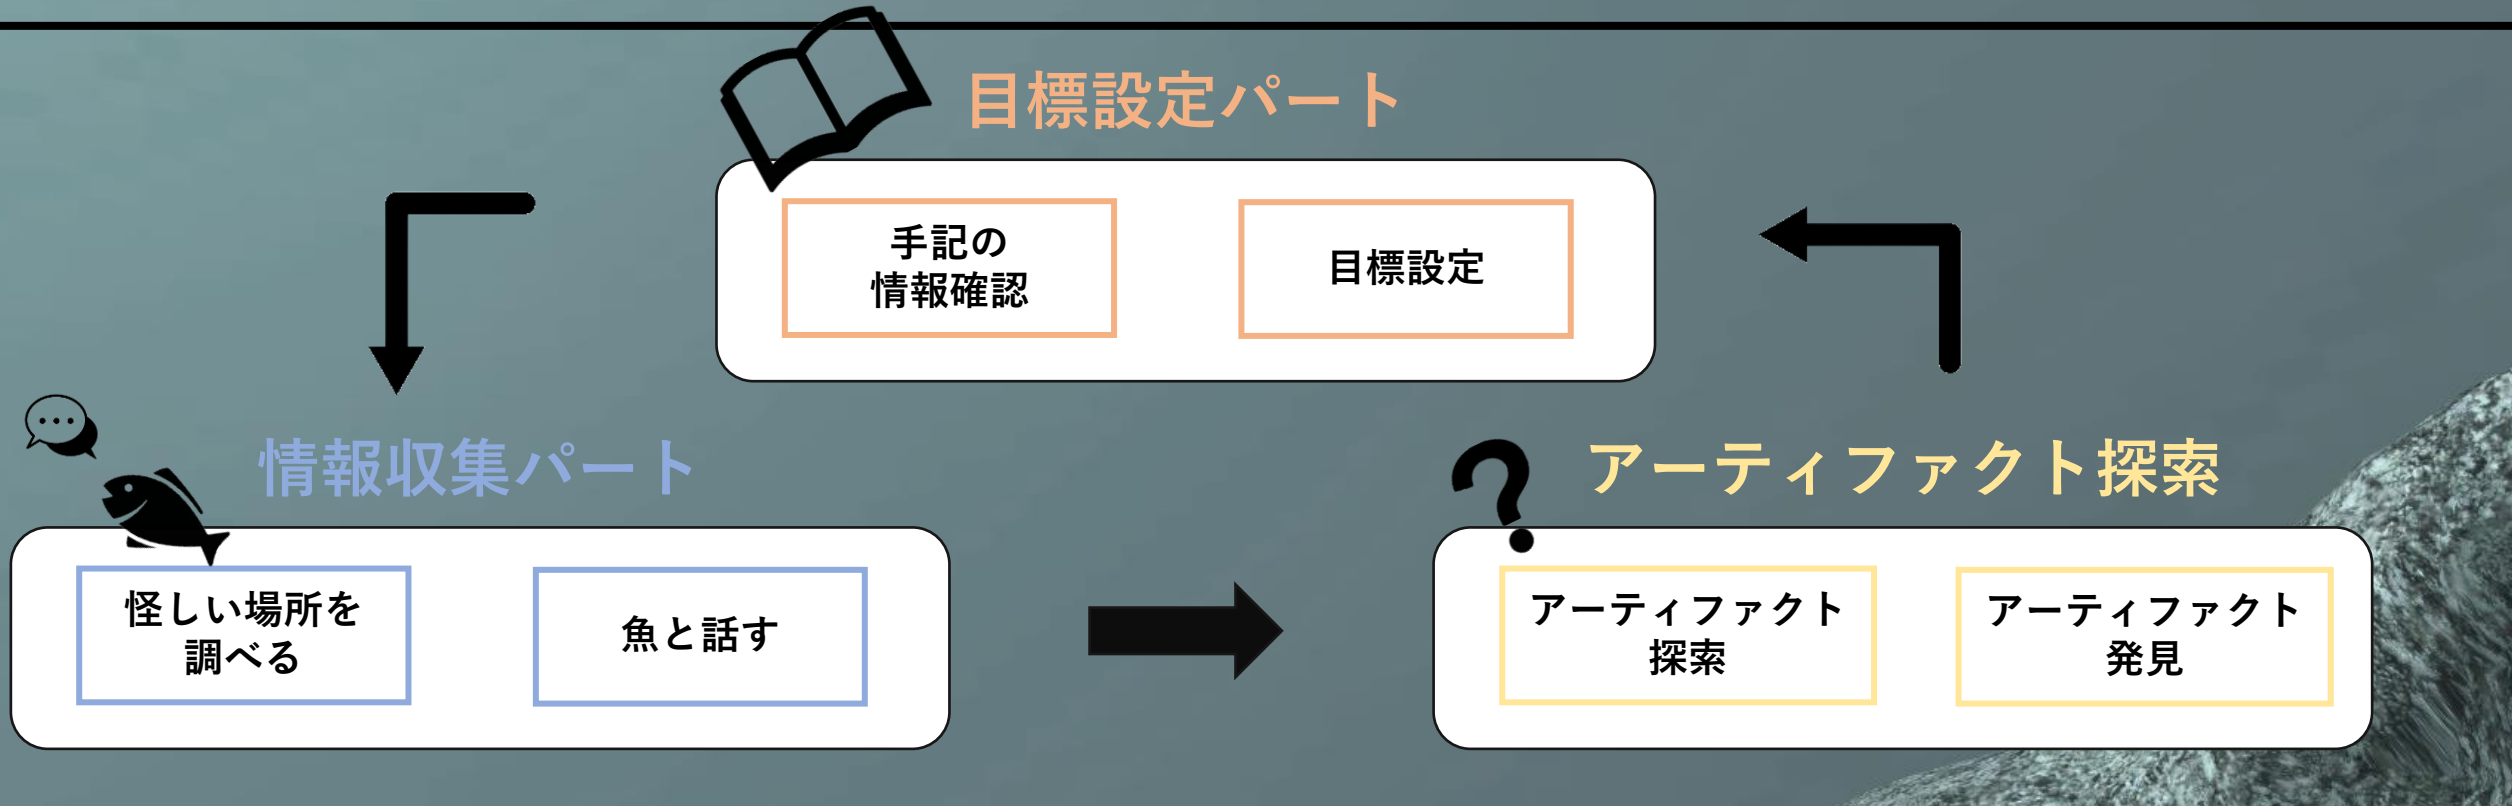 目標設定パート
手記の
情報確認
目標設定
情報収集パート
怪しい場所を
調べる
魚と話す
アーティファクト探索
アーティファクト
探索
アーティファクト
発見